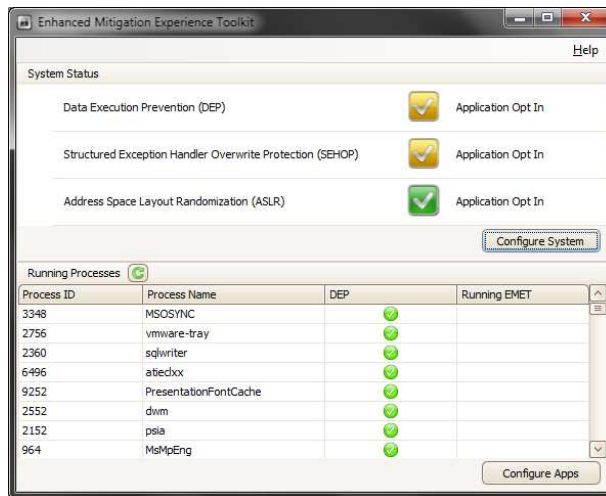 Enhanced Mitigation Experience Toolkit
Help
System Status
Data Execution Prevention (DEP) Application Opt In
Structured Exception Handler Overwrite Protection (SEHOP) Application Opt In
Address Space Layout Randomization (ASLR) Application Opt In
Configure System
Running Processes
Process ID Process Name DEP Running EMET
3348 MSOSYNC
2756 vmware-tray
2360 sqlwriter
6496 atieclxx
9252 PresentationFontCache
2552 dwm
2152 psia
964 MsMpEng
Configure Apps